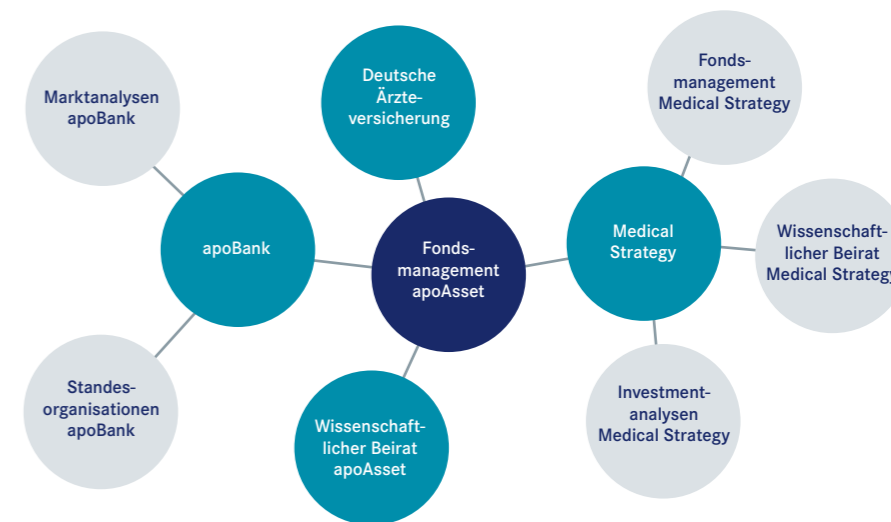 Marktanalysen
apoBank
Deutsche
Ärzte-
versicherung
Fonds-
management
Medical Strategy
apoBank
Fonds-
management
apoAsset
Medical
Strategy
Wissenschaft-
licher Beirat
Medical Strategy
Standes-
organisationen
apoBank
Wissenschaft-
licher Beirat
apoAsset
Investment-
analysen
Medical Strategy